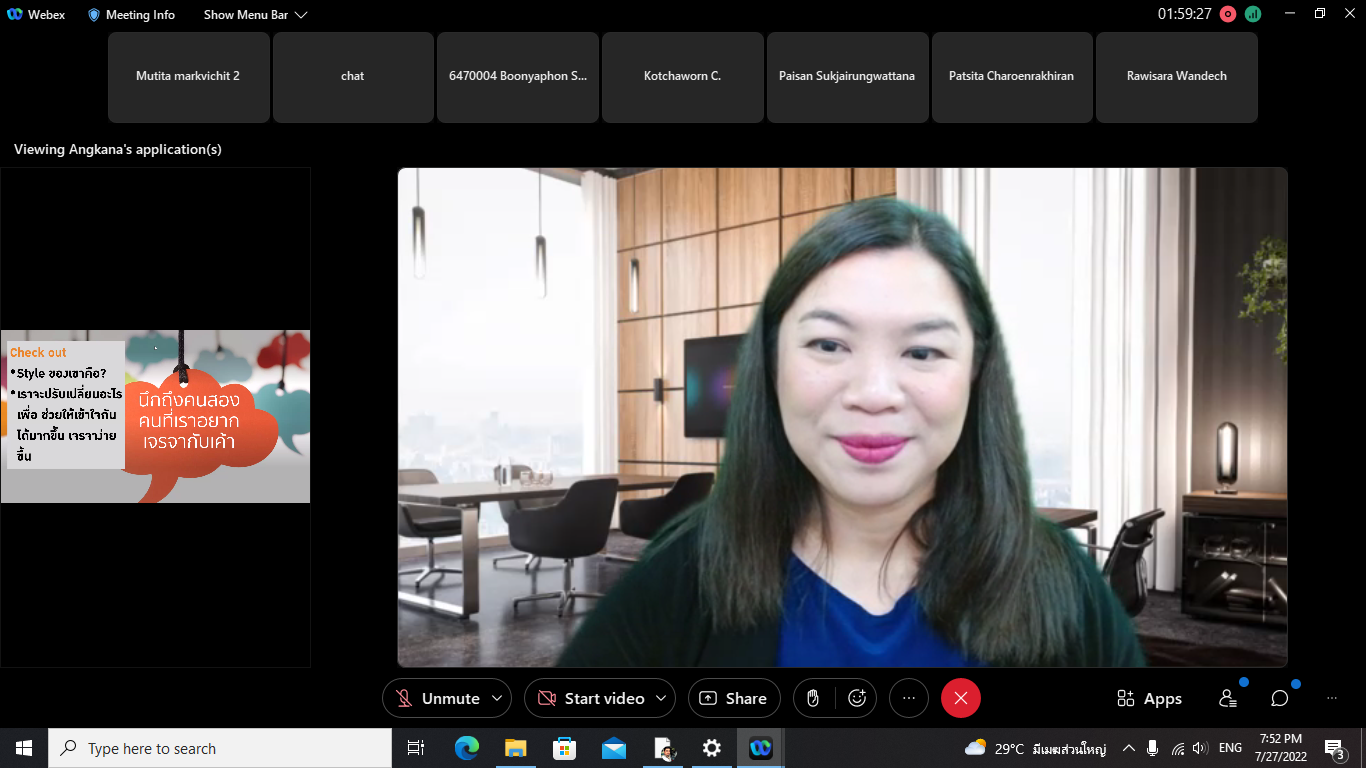 Webex
Meeting Info
Show Menu Bar
01:59:27
Mutita markvichit 2
chat
6470004 Boonyaphon S...
Kotchaworn C.
Paisan Sukjairungwattana
Patsita Charoenrakhiran
Rawisara Wandech
Viewing Angkana's application(s)
Check out
•Style ของเขาคือ?
•เราจะปรับเปลี่ยนอะไร
เพื่อ ช่วยให้เข้าใจกัน
ได้มากขึ้น เจรจาง่าย
ขึ้น
นึกถึงคนสอง
คนที่เราอยาก
เจรจากับเค้า
Unmute
Start video
Share
Apps
Type here to search
29°C มีเมฆส่วนใหญ่
ENG
7:52 PM
7/27/2022
3